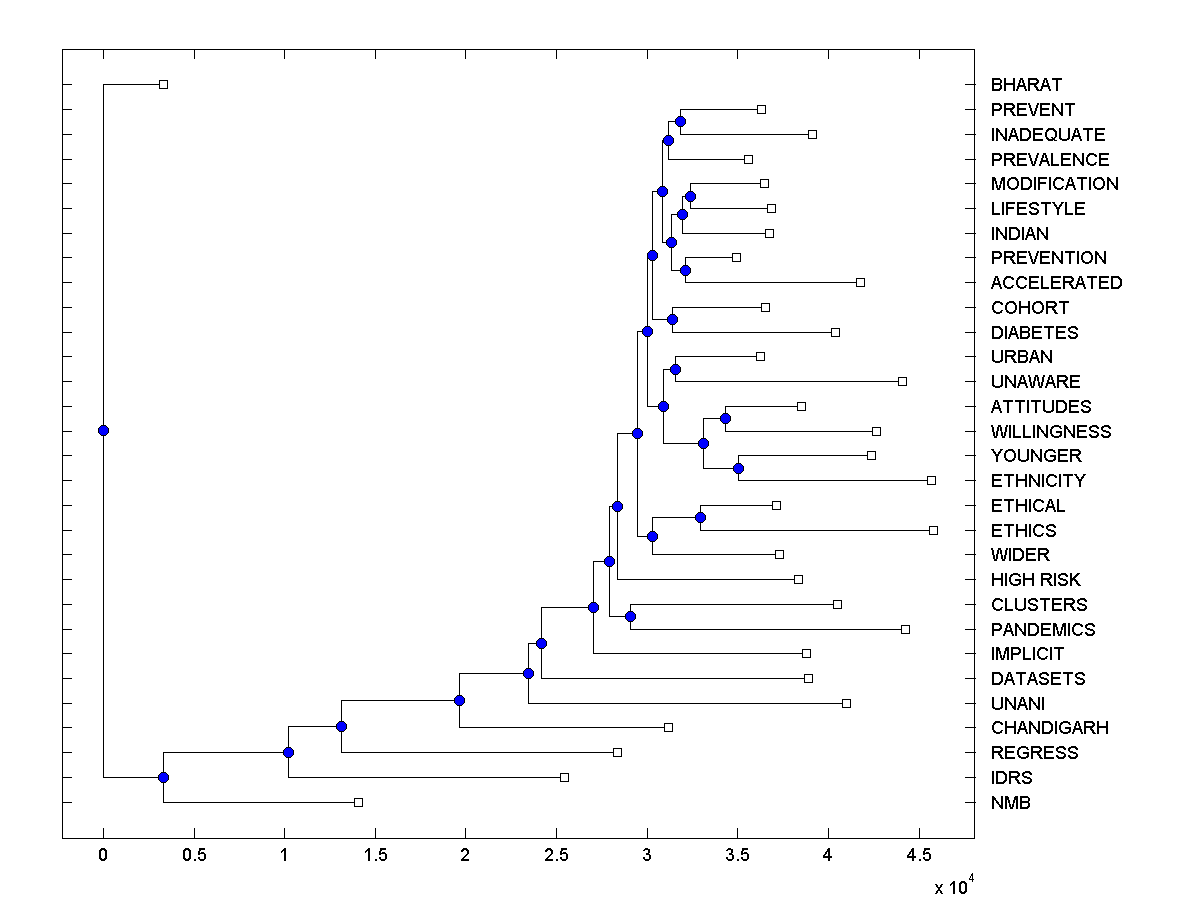 BHARAT
PREVENT
INADEQUATE
PREVALENCE
MODIFICATION
LIFESTYLE
INDIAN
PREVENTION
ACCELERATED
COHORT
DIABETES
URBAN
UNAWARE
ATTITUDES
WILLINGNESS
YOUNGER
ETHNICITY
ETHICAL
ETHICS
WIDER
HIGH RISK
CLUSTERS
PANDEMICS
IMPLICIT
DATASETS
UNANI
CHANDIGARH
REGRESS
IDRS
NMB
0 0.5 1 1.5 2 2.5 3 3.5 4 4.5
x 10^4